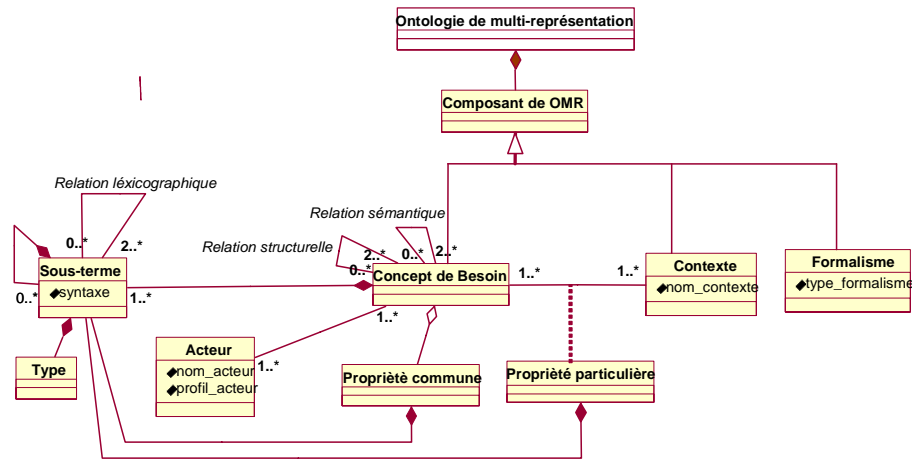 Ontologie de multi-représentation
Composant de OMR
Relation léxicographique
Relation sémantique
Relation structurelle
0..*
2..*
2..*
0..*
2..*
0..*
Sous-terme
syntaxe
0..*
1..*
Concept de Besoin
1..*
1..*
Contexte
nom_contexte
Formalisme
type_formalisme
1..*
Acteur
nom_acteur
profil_acteur
1..*
Type
Propriètè commune
Propriètè particulière